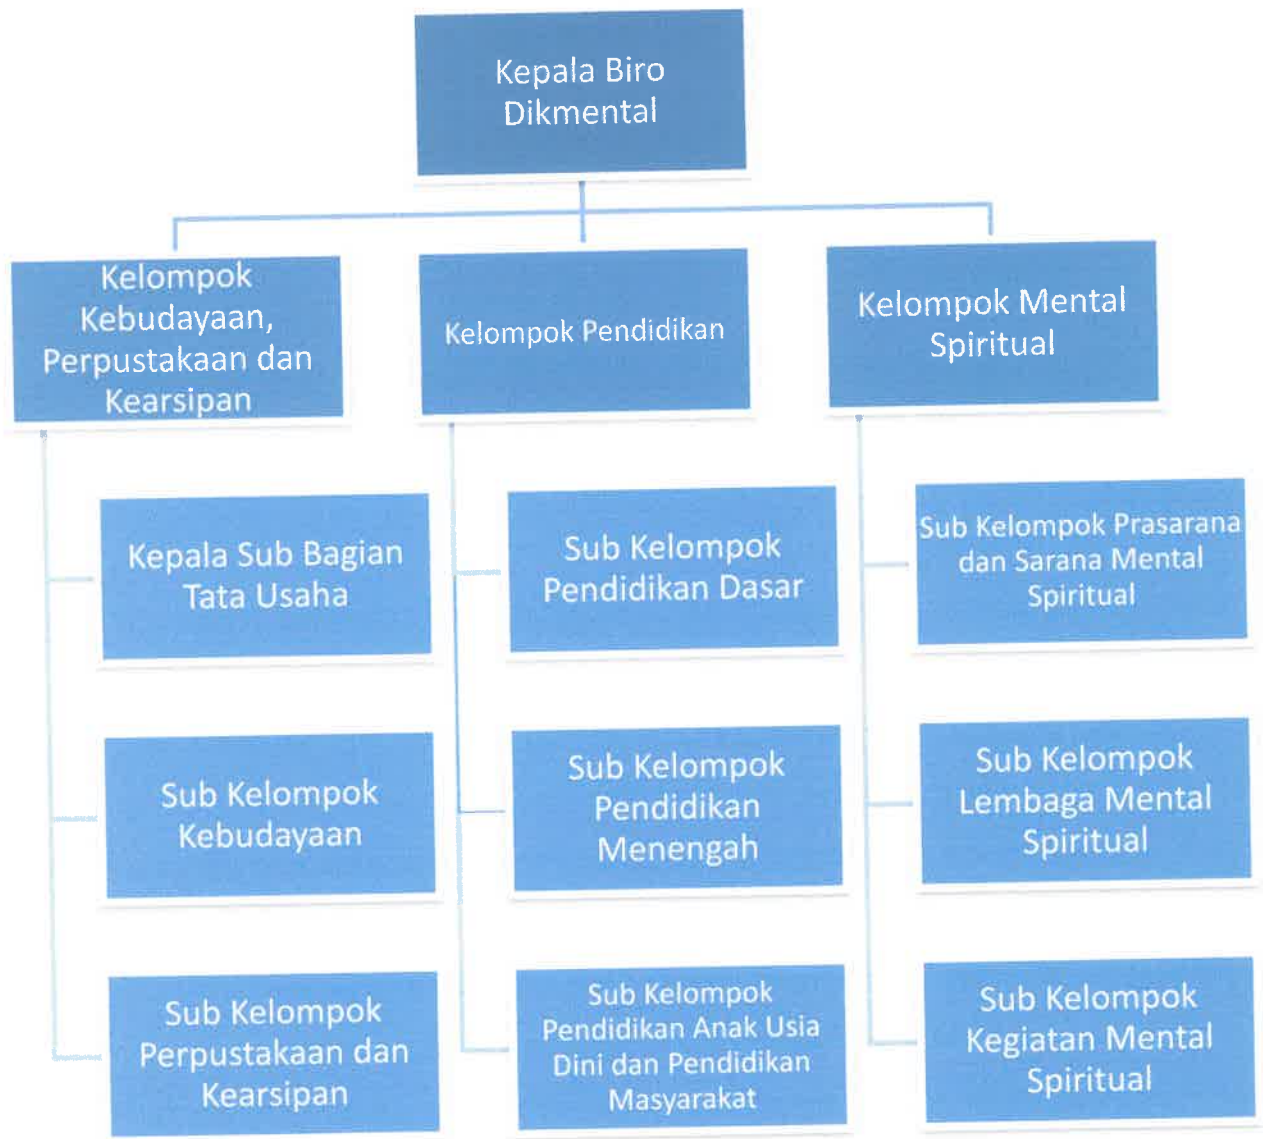 Kepala Biro
Dikmental
Kelompok
Kebudayaan,
Perpustakaan dan
Kearsipan
Kelompok Pendidikan
Kelompok Mental
Spiritual
Kepala Sub Bagian
Tata Usaha
Sub Kelompok
Pendidikan Dasar
Sub Kelompok Prasarana
dan Sarana Mental
Spiritual
Sub Kelompok
Kebudayaan
Sub Kelompok
Pendidikan
Menengah
Sub Kelompok
Lembaga Mental
Spiritual
Sub Kelompok
Perpustakaan dan
Kearsipan
Sub Kelompok
Pendidikan Anak Usia
Dini dan Pendidikan
Masyarakat
Sub Kelompok
Kegiatan Mental
Spiritual